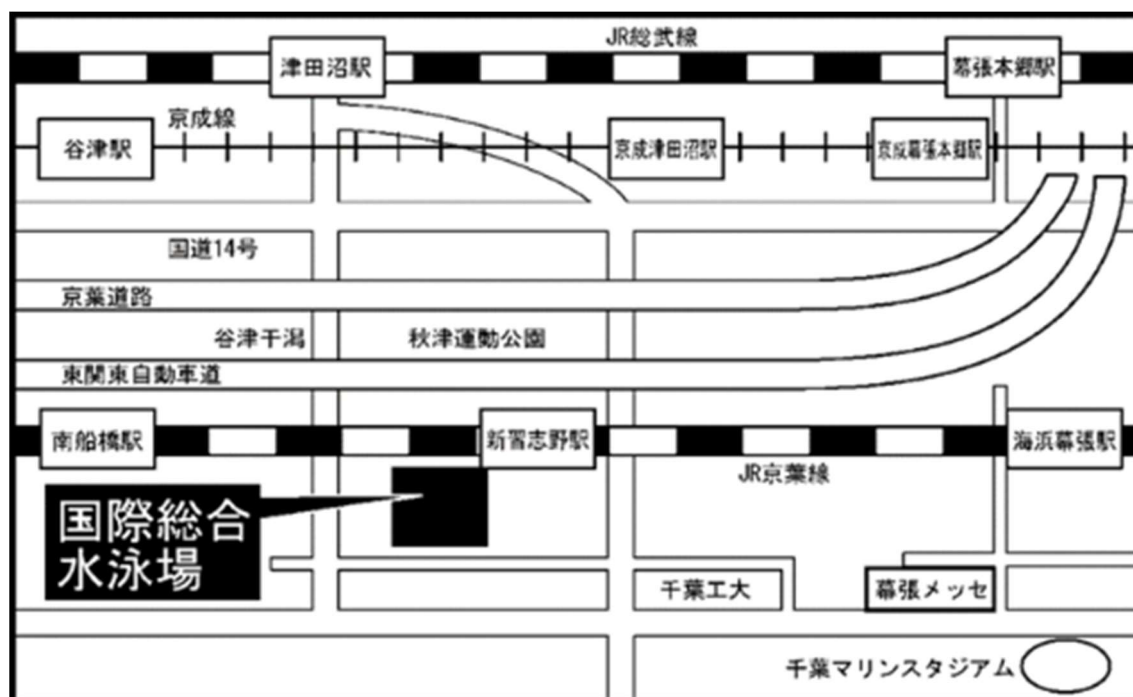 JR総武線
津田沼駅
幕張本郷駅
京成線
谷津駅
京成津田沼駅
京成幕張本郷駅
国道14号
京葉道路
谷津干潟
秋津運動公園
東関東自動車道
南船橋駅
新習志野駅
海浜幕張駅
JR京葉線
国際総合
水泳場
千葉工大
幕張メッセ
千葉マリンスタジアム